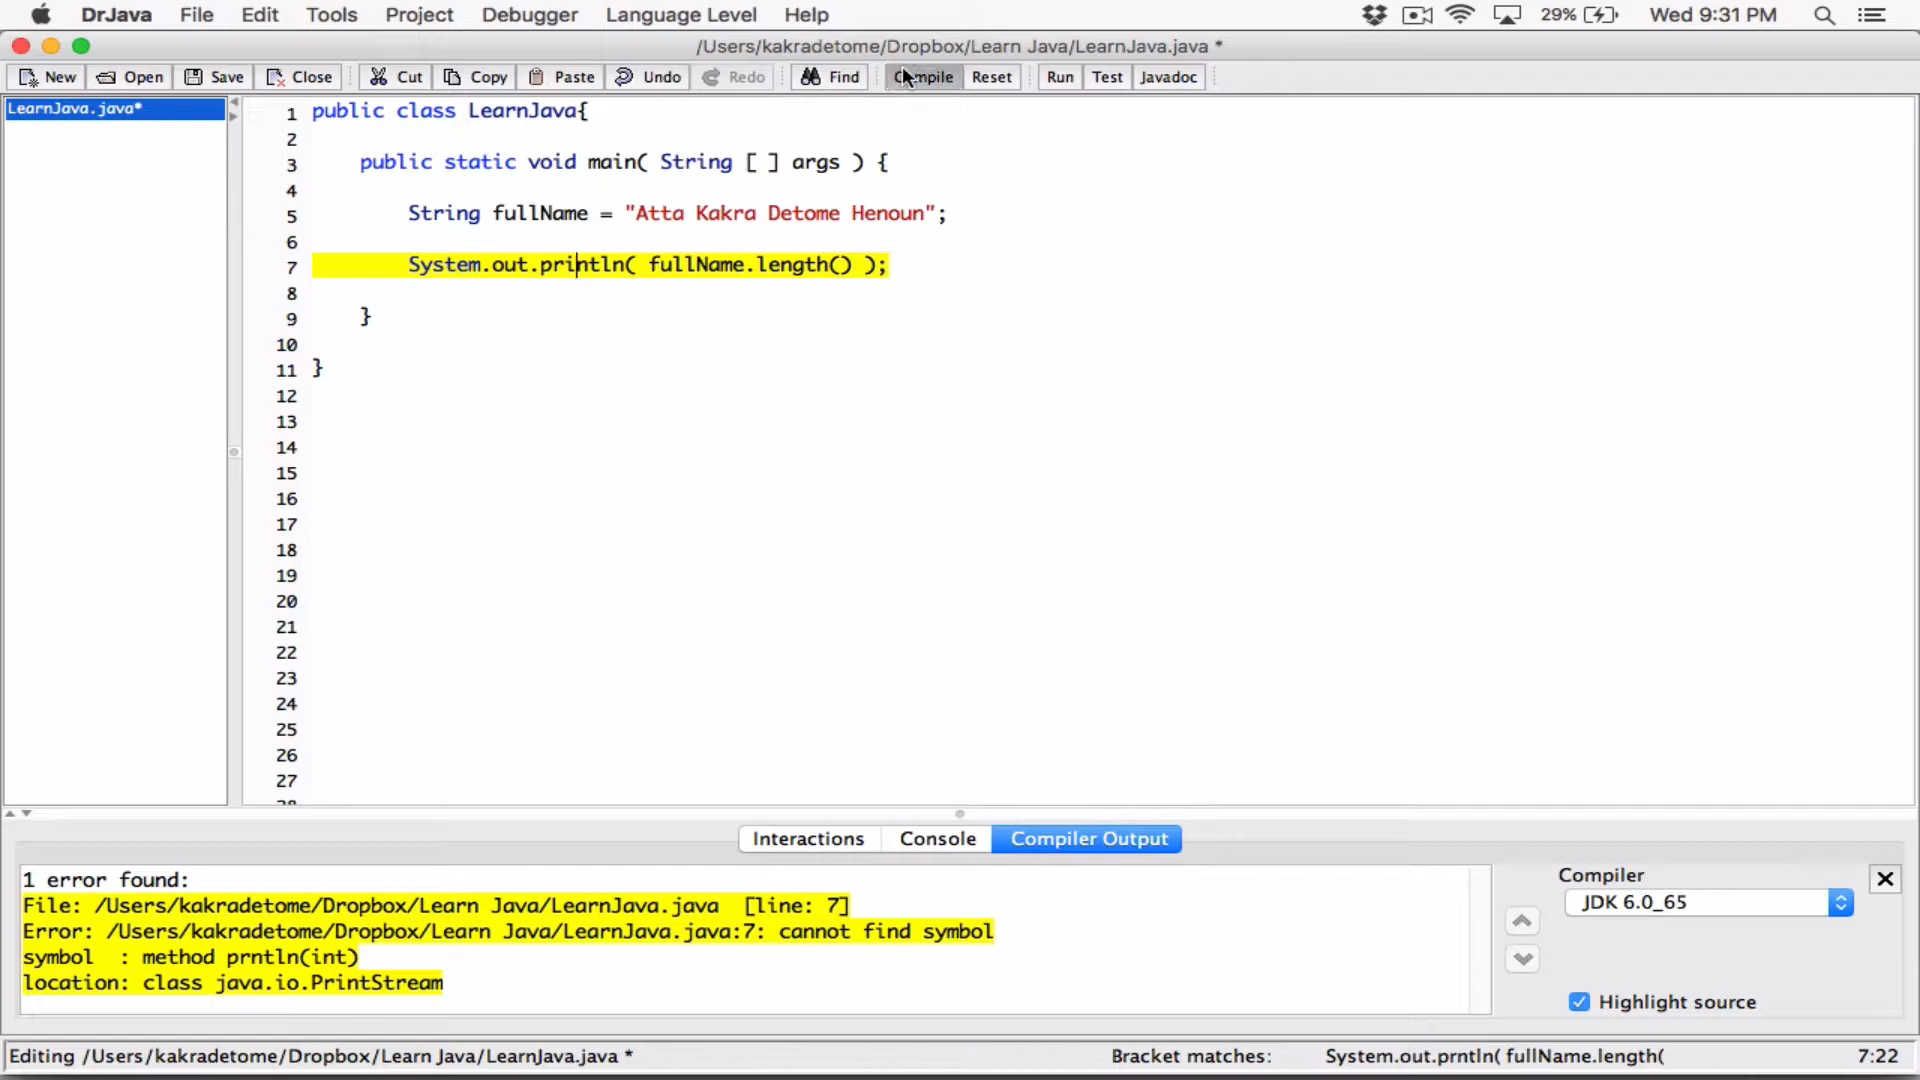 DrJava File Edit Tools Project Debugger Language Level Help 29% Wed 9:31 PM
/Users/kakradetome/Dropbox/Learn Java/LearnJava.java *
New Open Save Close Cut Copy Paste Undo Redo Find Compile Reset Run Test Javadoc
LearnJava.java*
1 public class LearnJava{
2
3 public static void main( String [ ] args ) {
4
5 String fullName = "Atta Kakra Detome Henoun";
6
7 System.out.println( fullName.length() );
8
9 }
10
11 }
12
13
14
15
16
17
18
19
20
21
22
23
24
25
26
27
28
Interactions Console Compiler Output
1 error found:
File: /Users/kakradetome/Dropbox/Learn Java/LearnJava.java [line: 7]
Error: /Users/kakradetome/Dropbox/Learn Java/LearnJava.java:7: cannot find symbol
symbol : method prntln(int)
location: class java.io.PrintStream
Compiler
JDK 6.0_65
Highlight source
Editing /Users/kakradetome/Dropbox/Learn Java/LearnJava.java * Bracket matches: System.out.prntln( fullName.length( 7:22